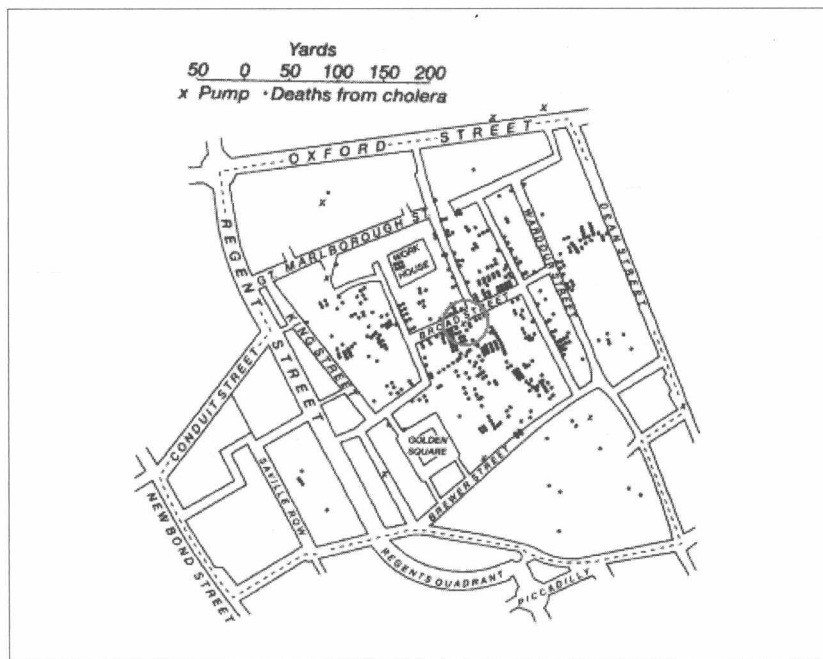 Yards
50 0 50 100 150 200
x Pump • Deaths from cholera
OXFORD STREET
REGENT STREET
GT MARLBOROUGH ST
WORK
HOUSE
WARDOUR STREET
DEAN STREET
BROAD STREET
KING STREET
CONDUIT STREET
GOLDEN
SQUARE
SAVILLE ROW
BREWER STREET
NEW BOND STREET
REGENTS QUADRANT
PICCADILLY